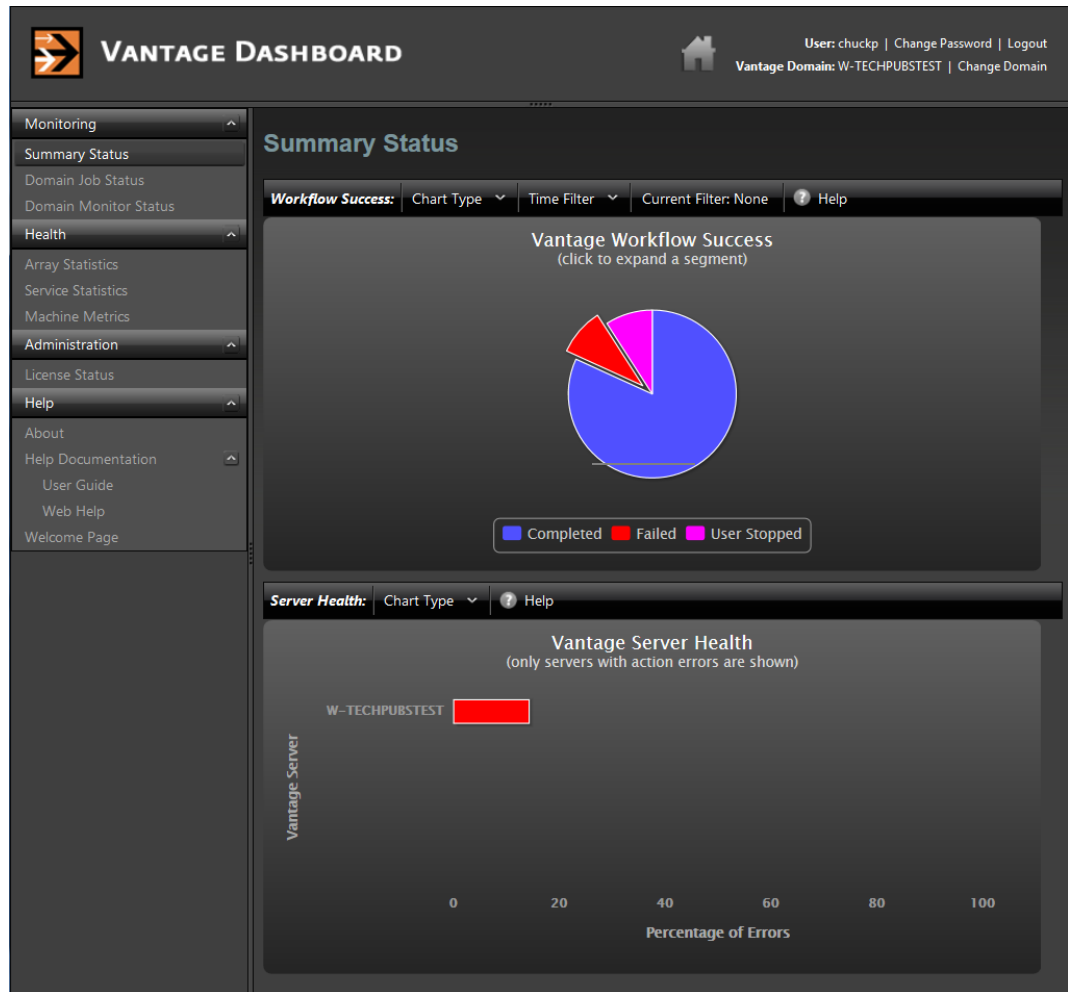 VANTAGE DASHBOARD
User: chuckp | Change Password | Logout
Vantage Domain: W-TECHPUBSTEST | Change Domain
Monitoring
Summary Status
Domain Job Status
Domain Monitor Status
Health
Array Statistics
Service Statistics
Machine Metrics
Administration
License Status
Help
About
Help Documentation
User Guide
Web Help
Welcome Page
Summary Status
Workflow Success: Chart Type Time Filter Current Filter: None ? Help
Vantage Workflow Success
(click to expand a segment)
Completed Failed User Stopped
Server Health: Chart Type ? Help
Vantage Server Health
(only servers with action errors are shown)
W-TECHPUBSTEST
Vantage Server
0 20 40 60 80 100
Percentage of Errors